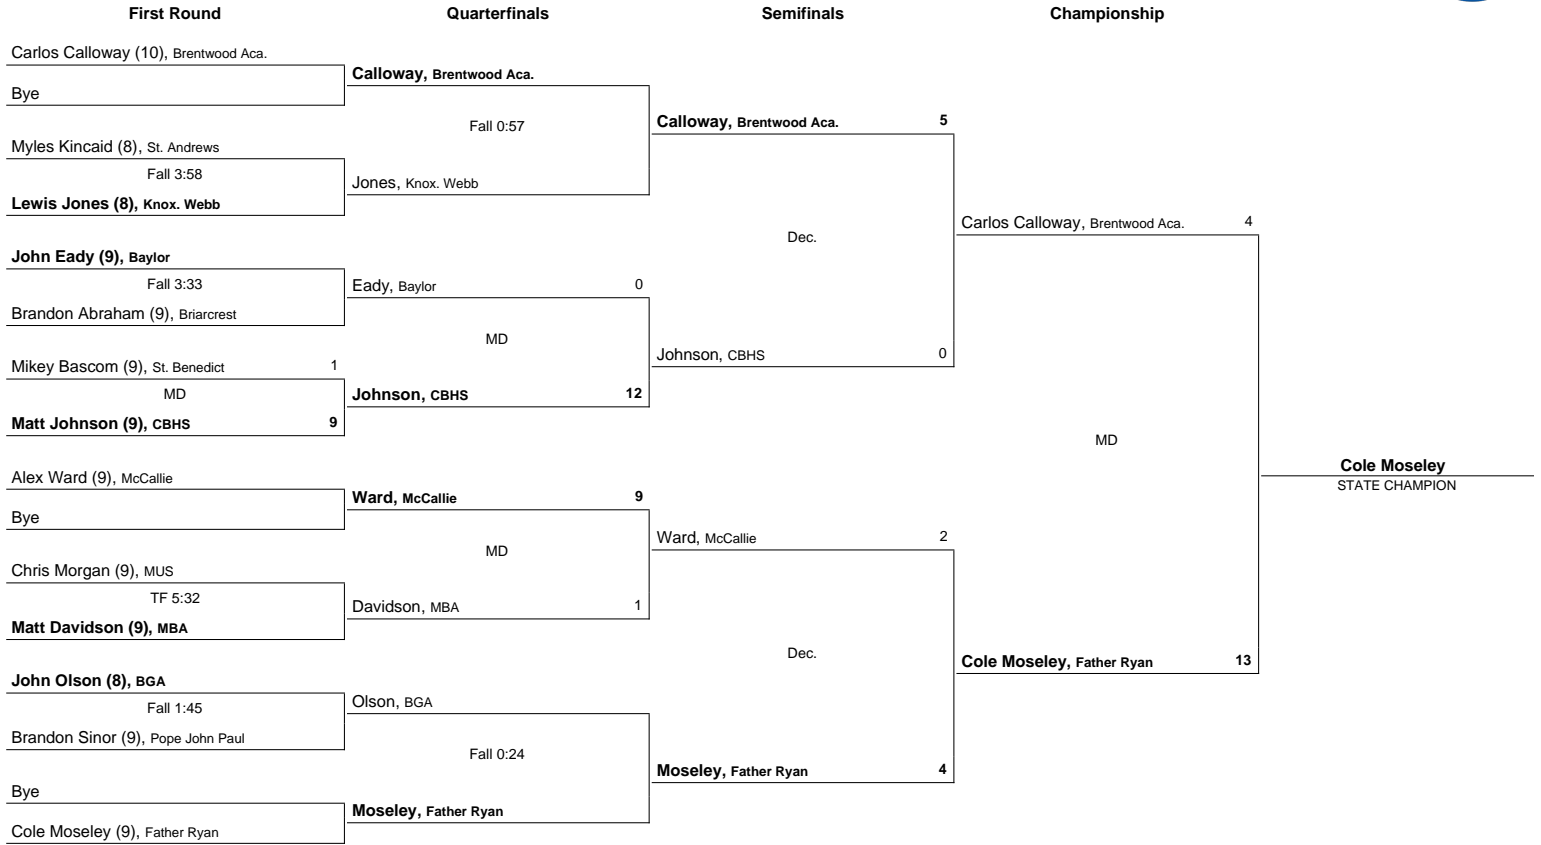 First Round
Quarterfinals
Semifinals
Championship
Carlos Calloway (10), Brentwood Aca.
Bye
Myles Kincaid (8), St. Andrews
Fall 3:58
Lewis Jones (8), Knox. Webb
John Eady (9), Baylor
Fall 3:33
Brandon Abraham (9), Briarcrest
Mikey Bascom (9), St. Benedict 1
MD
Matt Johnson (9), CBHS 9
Alex Ward (9), McCallie
Bye
Chris Morgan (9), MUS
TF 5:32
Matt Davidson (9), MBA
John Olson (8), BGA
Fall 1:45
Brandon Sinor (9), Pope John Paul
Bye
Cole Moseley (9), Father Ryan
Calloway, Brentwood Aca.
Fall 0:57
Jones, Knox. Webb
Eady, Baylor 0
MD
Johnson, CBHS 12
Ward, McCallie 9
MD
Davidson, MBA 1
Olson, BGA
Fall 0:24
Moseley, Father Ryan
Calloway, Brentwood Aca. 5
Dec.
Johnson, CBHS 0
Ward, McCallie 2
Dec.
Moseley, Father Ryan 4
Carlos Calloway, Brentwood Aca. 4
MD
Cole Moseley, Father Ryan 13
Cole Moseley
STATE CHAMPION